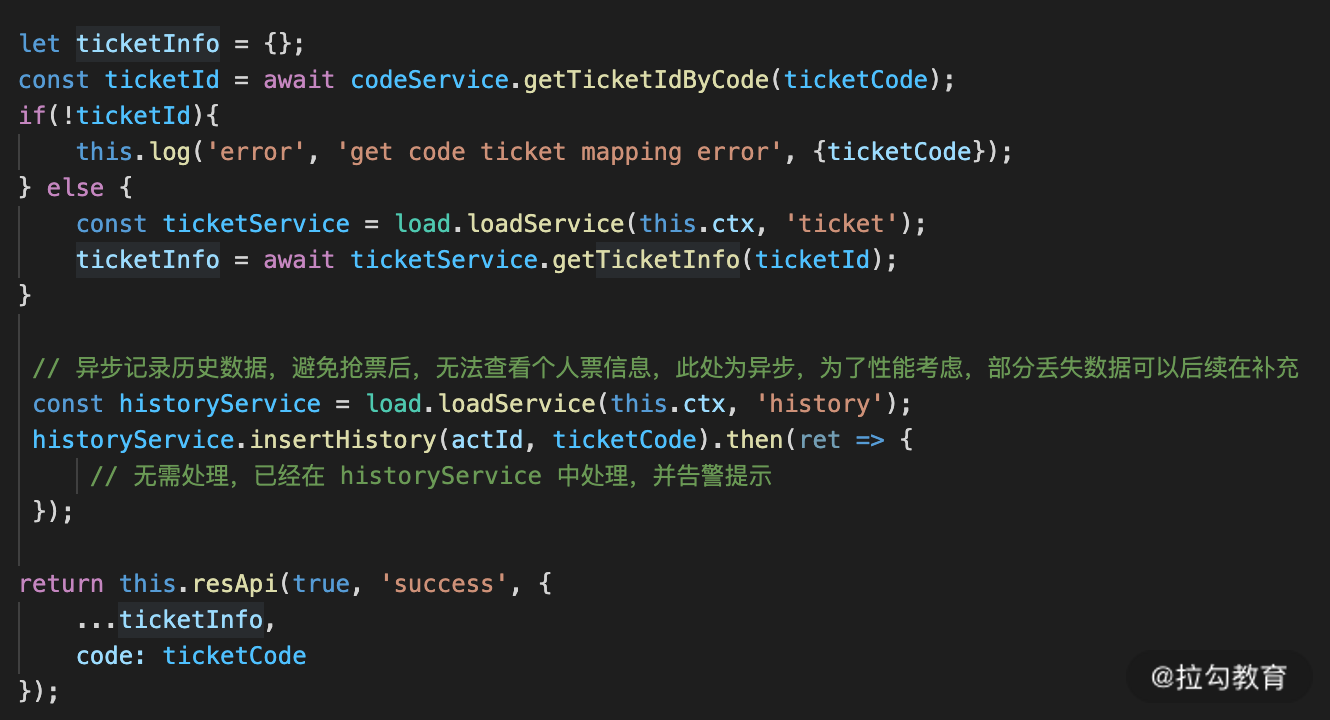 let ticketInfo = {};
const ticketId = await codeService.getTicketIdByCode(ticketCode);
if(!ticketId){
    this.log('error', 'get code ticket mapping error', {ticketCode});
} else {
    const ticketService = load.loadService(this.ctx, 'ticket');
    ticketInfo = await ticketService.getTicketInfo(ticketId);
}
 // 异步记录历史数据，避免抢票后，无法查看个人票信息，此处为异步，为了性能考虑，部分丢失数据可以后续在补充
 const historyService = load.loadService(this.ctx, 'history');
 historyService.insertHistory(actId, ticketCode).then(ret => {
     // 无需处理，已经在 historyService 中处理，并告警提示
 });
return this.resApi(true, 'success', {
    ...ticketInfo,
    code: ticketCode
});
@拉勾教育